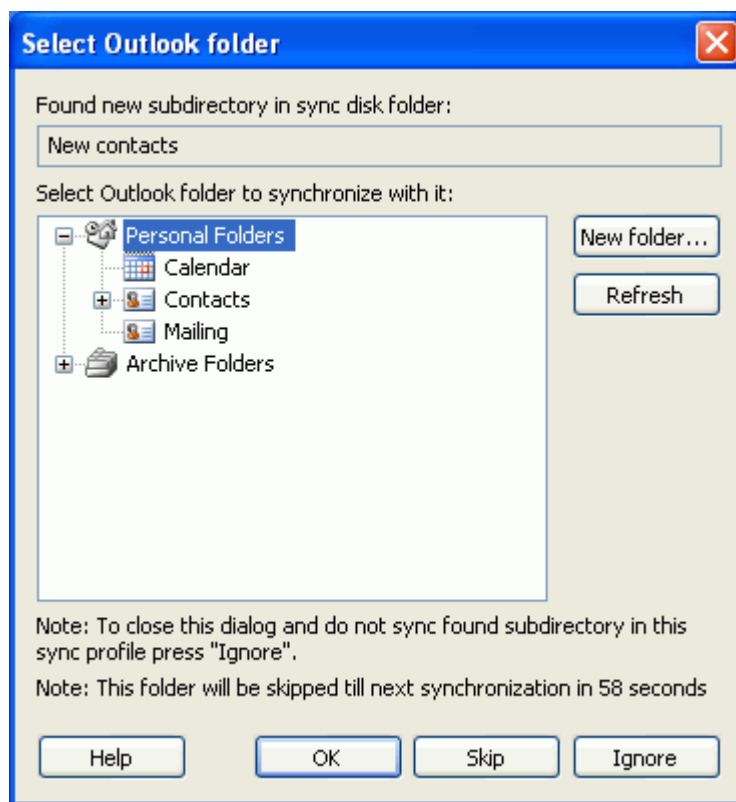 Select Outlook folder
Found new subdirectory in sync disk folder:
New contacts
Select Outlook folder to synchronize with it:
Personal Folders
New folder...
Calendar
Contacts
Refresh
Mailing
Archive Folders
Note: To close this dialog and do not sync found subdirectory in this
sync profile press "Ignore".
Note: This folder will be skipped till next synchronization in 58 seconds
Help
OK
Skip
Ignore